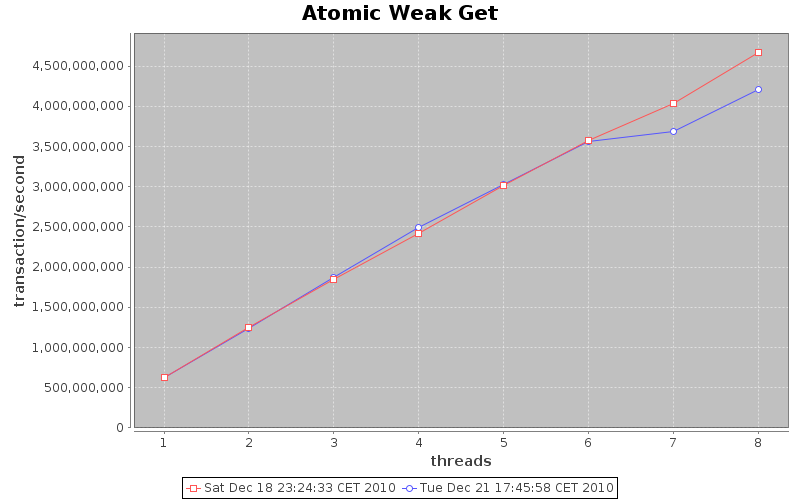 Atomic Weak Get
transaction/second
4,500,000,000
4,000,000,000
3,500,000,000
3,000,000,000
2,500,000,000
2,000,000,000
1,500,000,000
1,000,000,000
500,000,000
0
1 2 3 4 5 6 7 8
threads
Sat Dec 18 23:24:33 CET 2010 Tue Dec 21 17:45:58 CET 2010